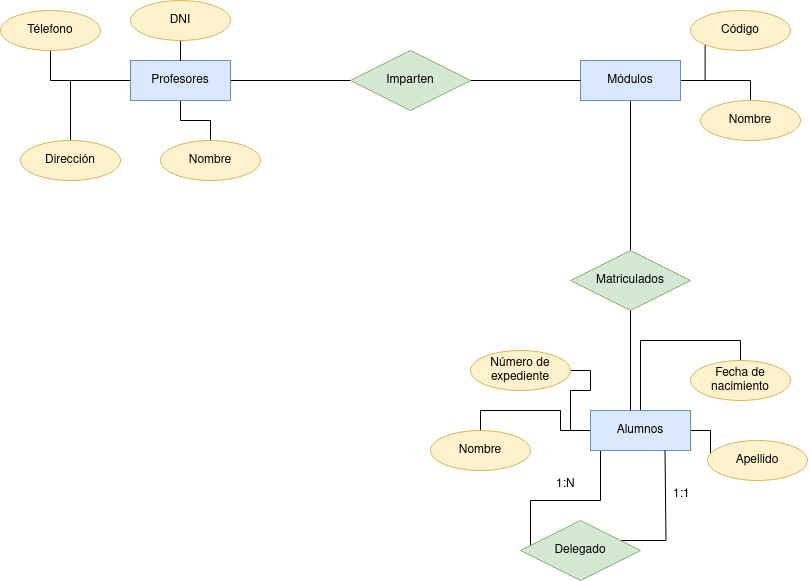 Télefono
DNI
Código
Profesores
Imparten
Módulos
Nombre
Dirección
Nombre
Matriculados
Número de
expediente
Fecha de
nacimiento
Alumnos
Nombre
Apellido
1:N
1:1
Delegado